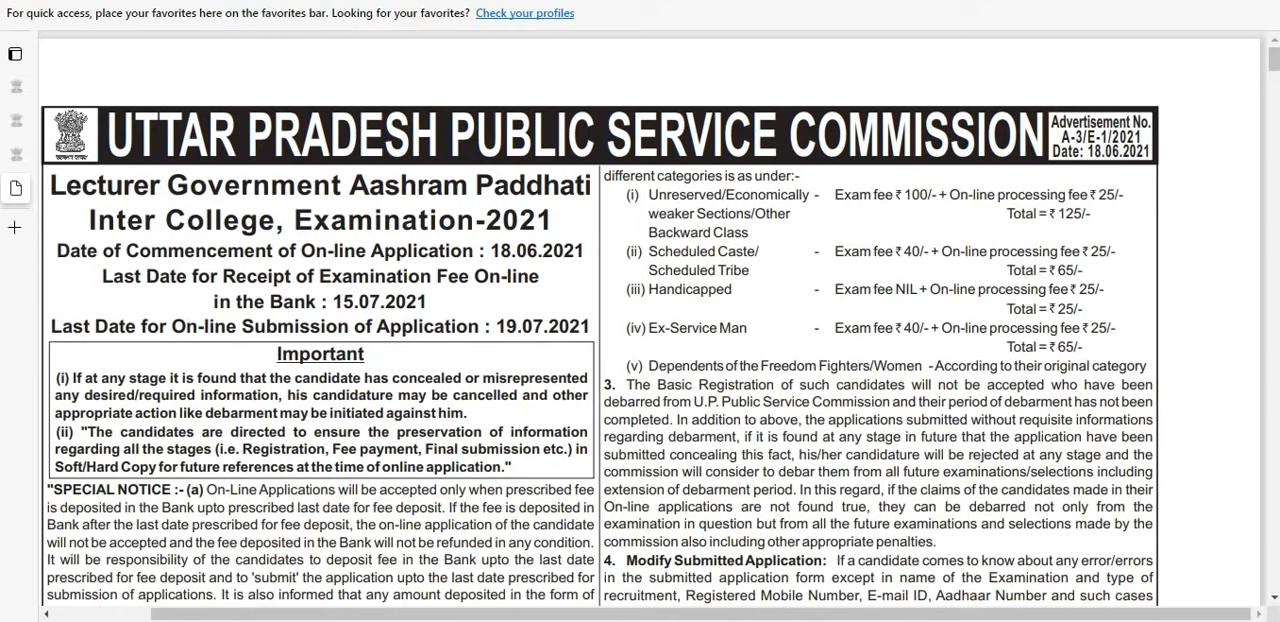 For quick access, place your favorites here on the favorites bar. Looking for your favorites? Check your profiles
UTTAR PRADESH PUBLIC SERVICE COMMISSION
Advertisement No.
A-3/E-1/2021
Date: 18.06.2021
Lecturer Government Aashram Paddhati
Inter College, Examination-2021
Date of Commencement of On-line Application : 18.06.2021
Last Date for Receipt of Examination Fee On-line
in the Bank : 15.07.2021
Last Date for On-line Submission of Application : 19.07.2021
Important
(i) If at any stage it is found that the candidate has concealed or misrepresented
any desired/required information, his candidature may be cancelled and other
appropriate action like debarment may be initiated against him.
(ii) "The candidates are directed to ensure the preservation of information
regarding all the stages (i.e. Registration, Fee payment, Final submission etc.) in
Soft/Hard Copy for future references at the time of online application."
"SPECIAL NOTICE :- (a) On-Line Applications will be accepted only when prescribed fee
is deposited in the Bank upto prescribed last date for fee deposit. If the fee is deposited in
Bank after the last date prescribed for fee deposit, the on-line application of the candidate
will not be accepted and the fee deposited in the Bank will not be refunded in any condition.
It will be responsibility of the candidates to deposit fee in the Bank upto the last date
prescribed for fee deposit and to 'submit' the application upto the last date prescribed for
submission of applications. It is also informed that any amount deposited in the form of
different categories is as under:-
(i) Unreserved/Economically - Exam fee ₹ 100/- + On-line processing fee ₹ 25/-
weaker Sections/Other Total = ₹ 125/-
Backward Class
(ii) Scheduled Caste/ - Exam fee ₹ 40/- + On-line processing fee ₹ 25/-
Scheduled Tribe Total = ₹ 65/-
(iii) Handicapped - Exam fee NIL + On-line processing fee ₹ 25/-
Total = ₹ 25/-
(iv) Ex-Service Man - Exam fee ₹ 40/- + On-line processing fee ₹ 25/-
Total = ₹ 65/-
(v) Dependents of the Freedom Fighters/Women - According to their original category
3. The Basic Registration of such candidates will not be accepted who have been
debarred from U.P. Public Service Commission and their period of debarment has not been
completed. In addition to above, the applications submitted without requisite informations
regarding debarment, if it is found at any stage in future that the application have been
submitted concealing this fact, his/her candidature will be rejected at any stage and the
commission will consider to debar them from all future examinations/selections including
extension of debarment period. In this regard, if the claims of the candidates made in their
On-line applications are not found true, they can be debarred not only from the
examination in question but from all the future examinations and selections made by the
commission also including other appropriate penalties.
4. Modify Submitted Application: If a candidate comes to know about any error/errors
in the submitted application form except in name of the Examination and type of
recruitment, Registered Mobile Number, E-mail ID, Aadhaar Number and such cases